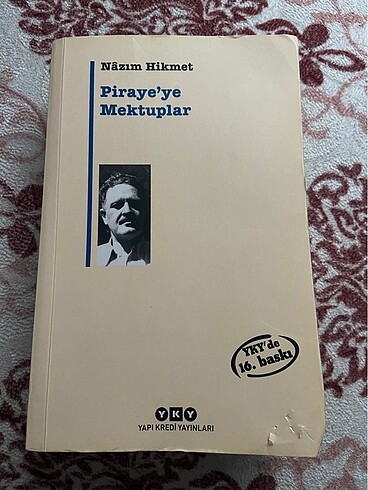 Nâzım Hikmet
Piraye'ye
Mektuplar
YKY'de
16. baskı
YKY
YAPI KREDİ YAYINLARI